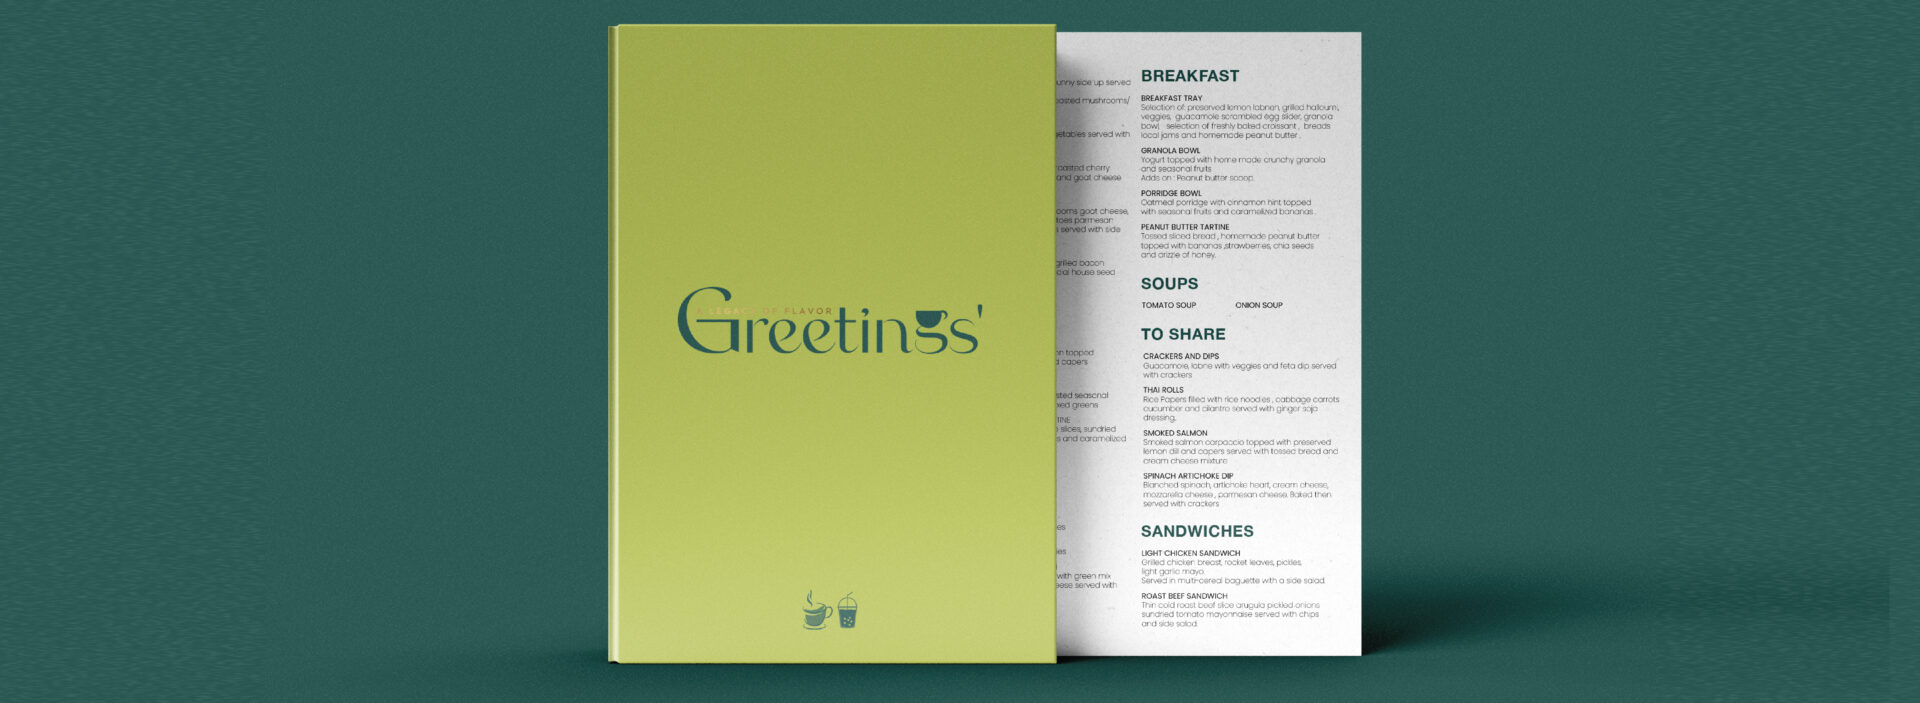 Greetings'
A LEGACY OF FLAVOR
unny side up served
oasted mushrooms/
getables served with
roasted cherry
and goat cheese
ooms goat cheese,
toes parmesan
s served with side
grilled bacon
cial house seed
on topped
d capers
sted seasonal
xed greens
TINE
slices, sundried
s and caramelized
es
es
with green mix
eese served with
BREAKFAST
BREAKFAST TRAY
Selection of: preserved lemon labneh, grilled halloumi,
veggies, guacamole scrambled egg slider, granola
bowl, selection of freshly baked croissant , breads
local jams and homemade peanut butter .
GRANOLA BOWL
Yogurt topped with home made crunchy granola
and seasonal fruits
Adds on : Peanut butter scoop.
PORRIDGE BOWL
Oatmeal porridge with cinnamon hint topped
with seasonal fruits and caramelized bananas .
PEANUT BUTTER TARTINE
Tossed sliced bread , homemade peanut butter
topped with bananas ,strawberries, chia seeds
and drizzle of honey.
SOUPS
TOMATO SOUP ONION SOUP
TO SHARE
CRACKERS AND DIPS
Guacamole, labne with veggies and feta dip served
with crackers
THAI ROLLS
Rice Papers filled with rice noodles , cabbage carrots
cucumber and cilantro served with ginger soja
dressing.
SMOKED SALMON
Smoked salmon carpaccio topped with preserved
lemon dill and capers served with tossed bread and
cream cheese mixture
SPINACH ARTICHOKE DIP
Blanched spinach, artichoke heart, cream cheese,
mozzarella cheese , parmesan cheese. Baked then
served with crackers
SANDWICHES
LIGHT CHICKEN SANDWICH
Grilled chicken breast, rocket leaves, pickles,
light garlic mayo.
Served in multi-cereal baguette with a side salad.
ROAST BEEF SANDWICH
Thin cold roast beef slice arugula pickled onions
sundried tomato mayonnaise served with chips
and side salad.